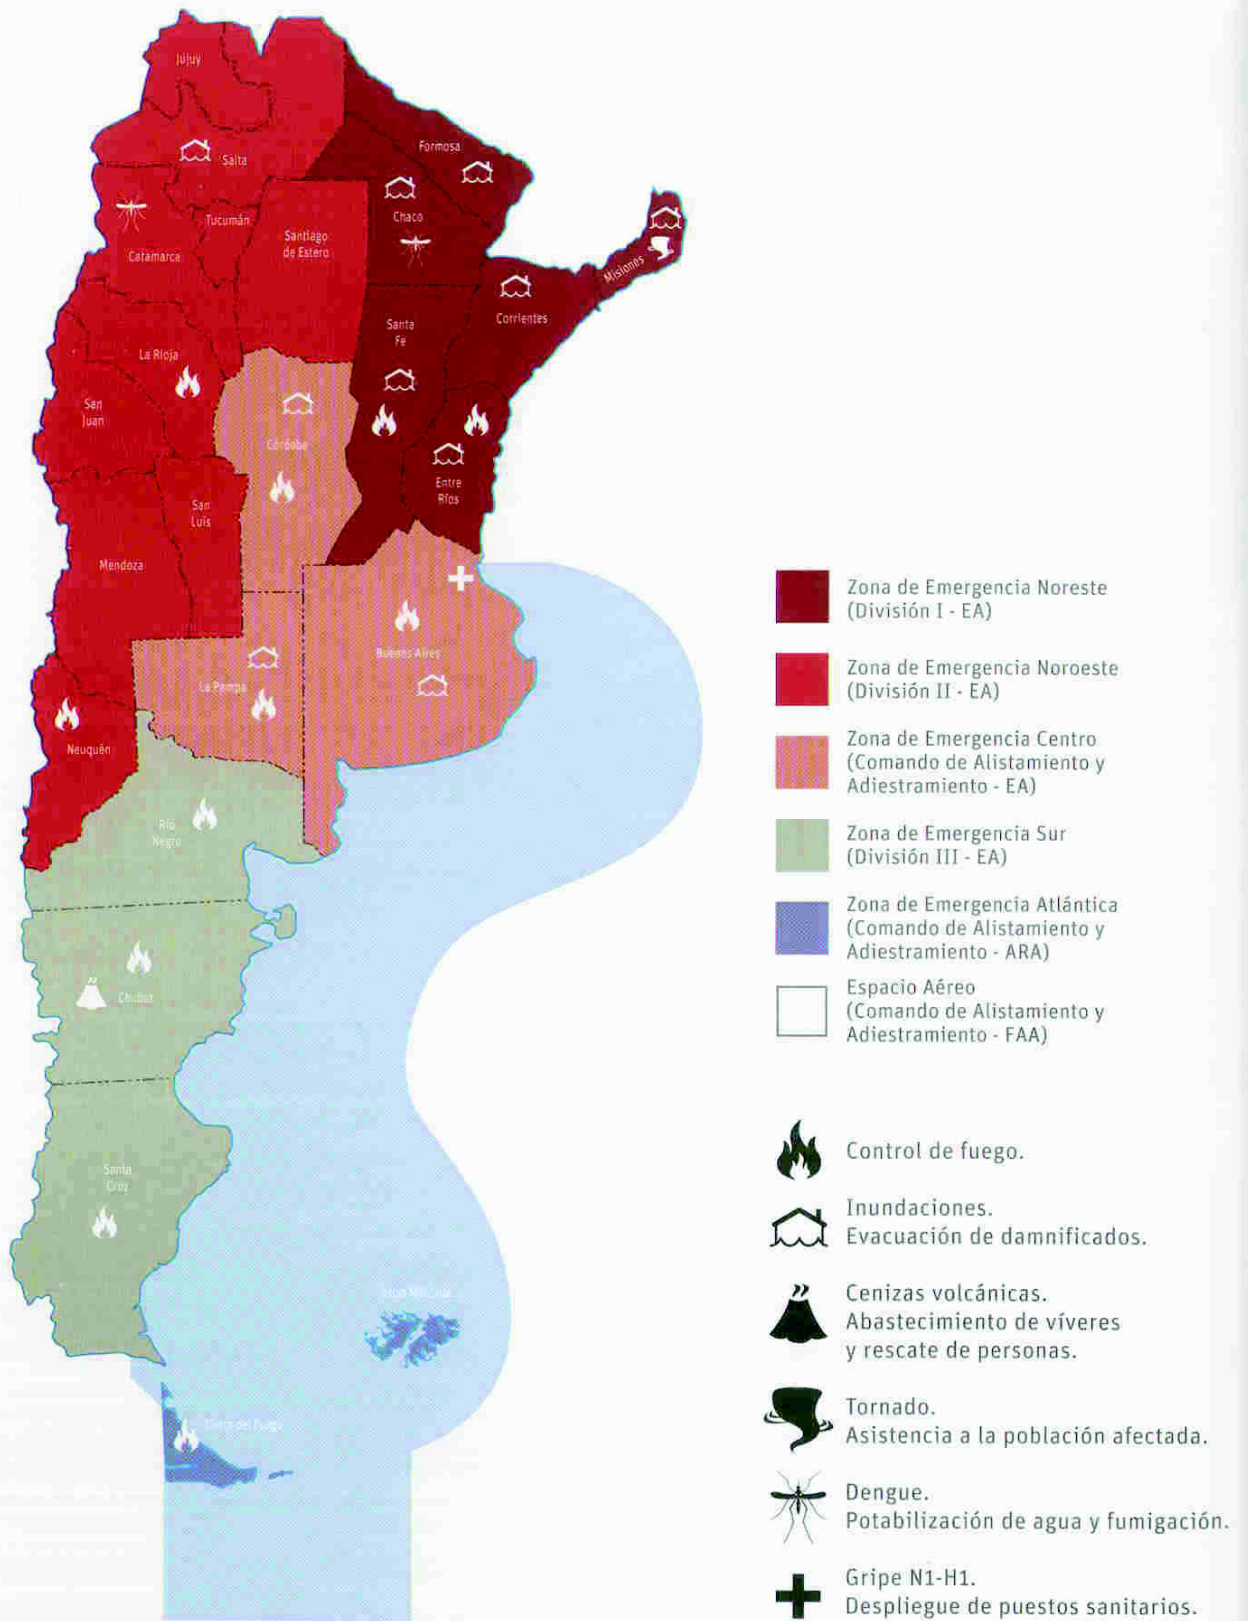 Jujuy
Formosa
Salta
Chaco
Tucumán
Santiago
de Estero
Catamarca
Misiones
Corrientes
Santa
Fe
La Rioja
San
Juan
Córdoba
Entre
Ríos
San
Luis
Mendoza
Buenos Aires
La Pampa
Neuquén
Río
Negro
Chubut
Santa
Cruz
Tierra del Fuego
Zona de Emergencia Noreste
(División I - EA)
Zona de Emergencia Noroeste
(División II - EA)
Zona de Emergencia Centro
(Comando de Alistamiento y
Adiestramiento - EA)
Zona de Emergencia Sur
(División III - EA)
Zona de Emergencia Atlántica
(Comando de Alistamiento y
Adiestramiento - ARA)
Espacio Aéreo
(Comando de Alistamiento y
Adiestramiento - FAA)
Control de fuego.
Inundaciones.
Evacuación de damnificados.
Cenizas volcánicas.
Abastecimiento de víveres
y rescate de personas.
Tornado.
Asistencia a la población afectada.
Dengue.
Potabilización de agua y fumigación.
Gripe N1-H1.
Despliegue de puestos sanitarios.